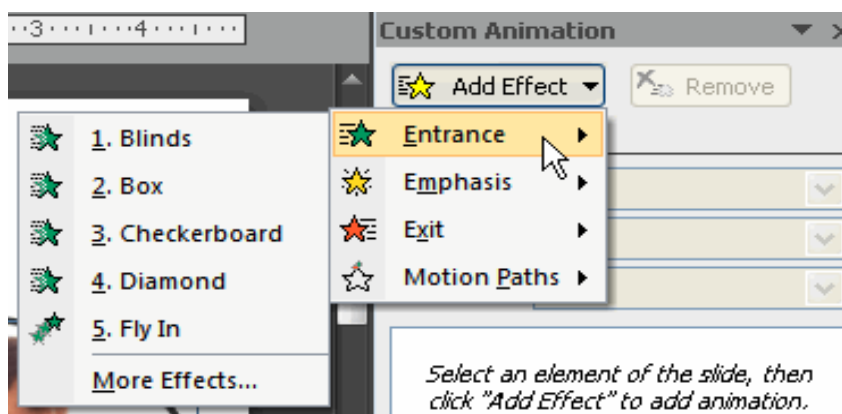 3 4
Custom Animation
Add Effect Remove
1. Blinds
2. Box
3. Checkerboard
4. Diamond
5. Fly In
More Effects...
Entrance
Emphasis
Exit
Motion Paths
Select an element of the slide, then
click "Add Effect" to add animation.